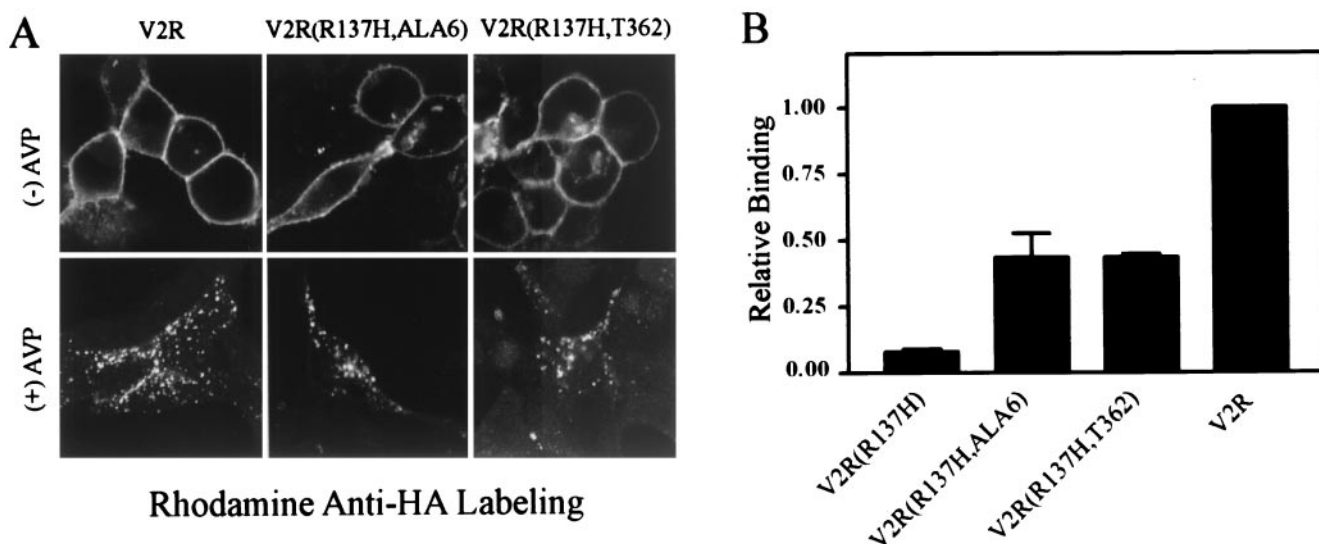 A
V2R
V2R(R137H,ALA6)
V2R(R137H,T362)
(-) AVP
(+) AVP
Rhodamine Anti-HA Labeling
B
Relative Binding
1.00
0.75
0.50
0.25
0.00
V2R(R137H)
V2R(R137H,ALA6)
V2R(R137H,T362)
V2R